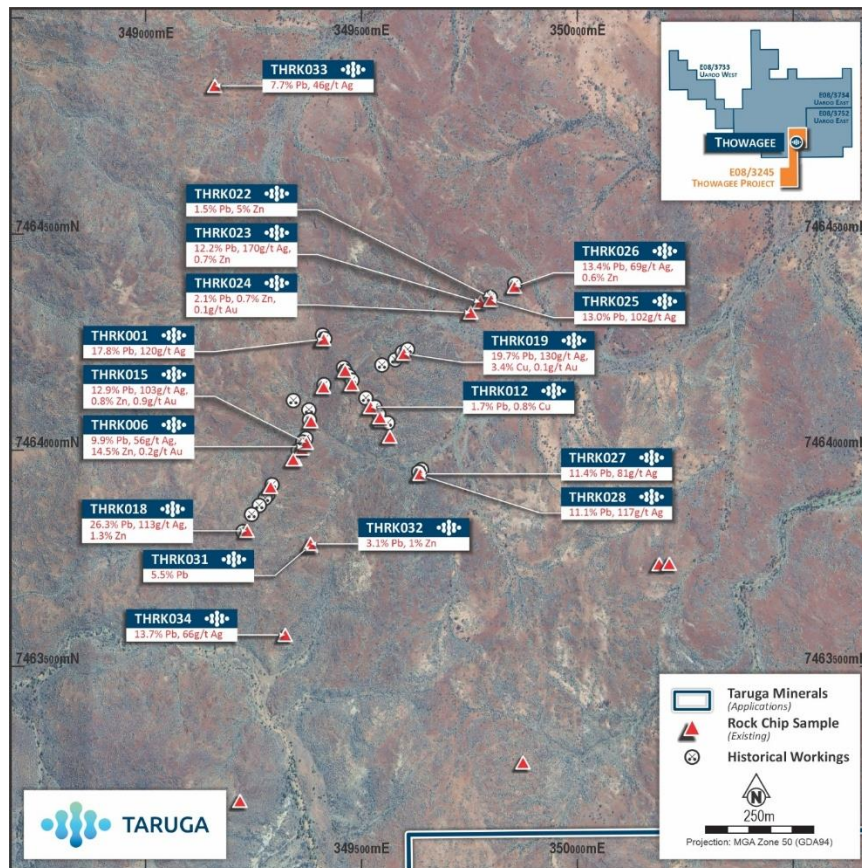 349000mE
349500mE
350000mE
THRK033
7.7% Pb, 46g/t Ag
E08/3733
UAROO WEST
E08/3734
UAROO EAST
E08/3752
UAROO EAST
THOWAGEE
E08/3245
THOWAGEE PROJECT
THRK022
1.5% Pb, 5% Zn
7464500mN
THRK023
12.2% Pb, 170g/t Ag,
0.7% Zn
THRK026
13.4% Pb, 69g/t Ag,
0.6% Zn
THRK024
2.1% Pb, 0.7% Zn,
0.1g/t Au
THRK025
13.0% Pb, 102g/t Ag
THRK001
17.8% Pb, 120g/t Ag
THRK019
19.7% Pb, 130g/t Ag,
3.4% Cu, 0.1g/t Au
THRK015
12.9% Pb, 103g/t Ag,
0.8% Zn, 0.9g/t Au
THRK012
1.7% Pb, 0.8% Cu
THRK006
9.9% Pb, 56g/t Ag,
14.5% Zn, 0.2g/t Au
7464000mN
THRK027
11.4% Pb, 81g/t Ag
THRK028
11.1% Pb, 117g/t Ag
THRK018
26.3% Pb, 113g/t Ag,
1.3% Zn
THRK032
3.1% Pb, 1% Zn
THRK031
5.5% Pb
THRK034
13.7% Pb, 66g/t Ag
7463500mN
7463500mN
Taruga Minerals
(Applications)
Rock Chip Sample
(Existing)
Historical Workings
N
250m
Projection: MGA Zone 50 (GDA94)
TARUGA
349500mE
350000mE